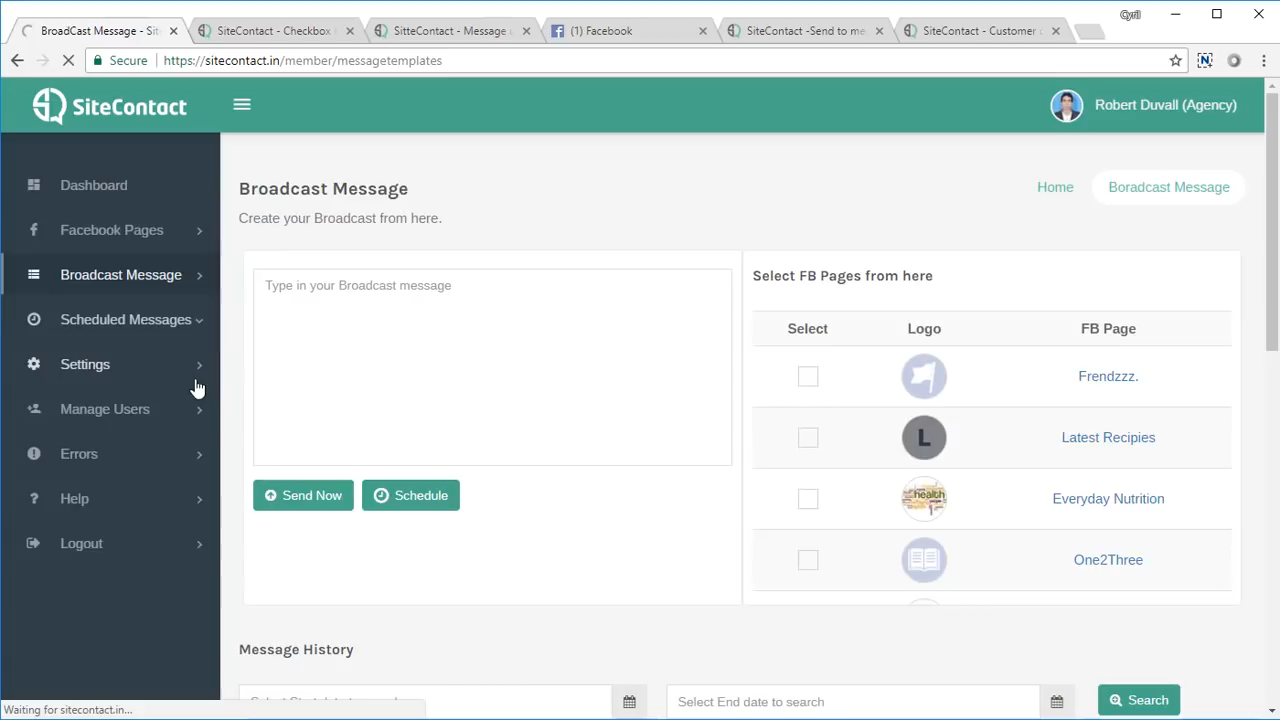 BroadCast Message - Sit
SiteContact - Checkbox F
SitteContact - Message
(1) Facebook
SiteContact -Send to me
SiteContact - Customer
Cyril
Secure
https://sitecontact.in/member/messagetemplates
SiteContact
Robert Duvall (Agency)
Dashboard
Facebook Pages
Broadcast Message
Scheduled Messages
Settings
Manage Users
Errors
Help
Logout
Broadcast Message
Home
Boradcast Message
Create your Broadcast from here.
Type in your Broadcast message
Send Now
Schedule
Select FB Pages from here
Select Logo FB Page
Frendzzz.
L
Latest Recipies
health
Everyday Nutrition
One2Three
Message History
Select End date to search
Search
Waiting for sitecontact.in...